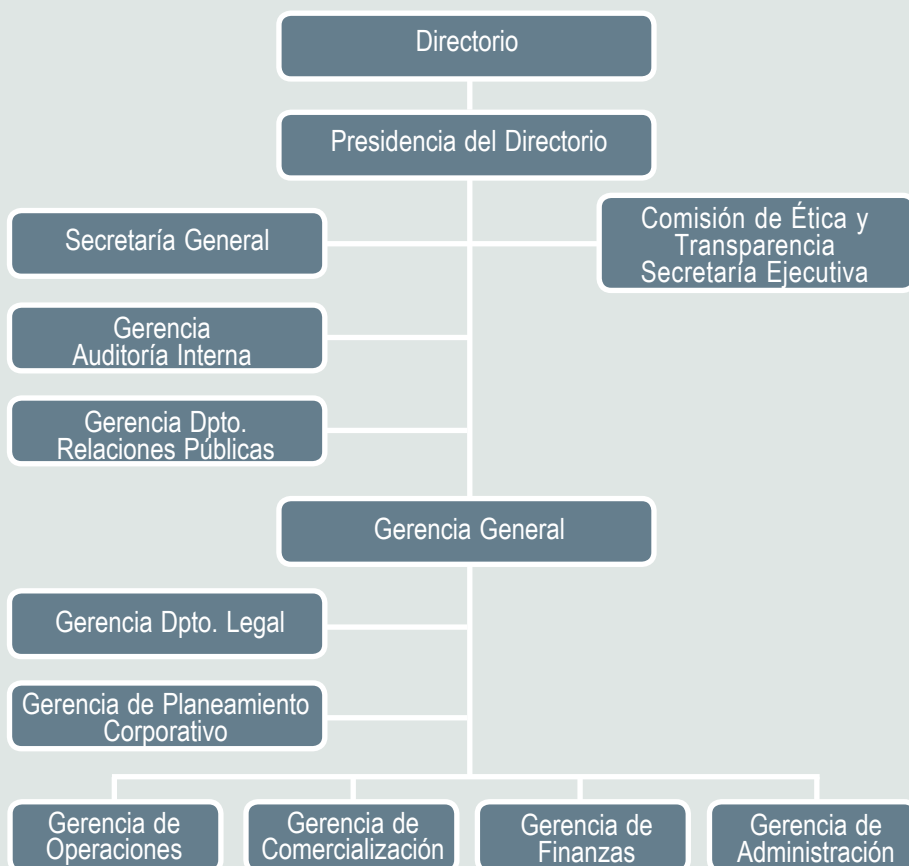 Directorio
Presidencia del Directorio
Secretaría General
Comisión de Ética y
Transparencia
Secretaría Ejecutiva
Gerencia
Auditoría Interna
Gerencia Dpto.
Relaciones Públicas
Gerencia General
Gerencia Dpto. Legal
Gerencia de Planeamiento
Corporativo
Gerencia de
Operaciones
Gerencia de
Comercialización
Gerencia de
Finanzas
Gerencia de
Administración